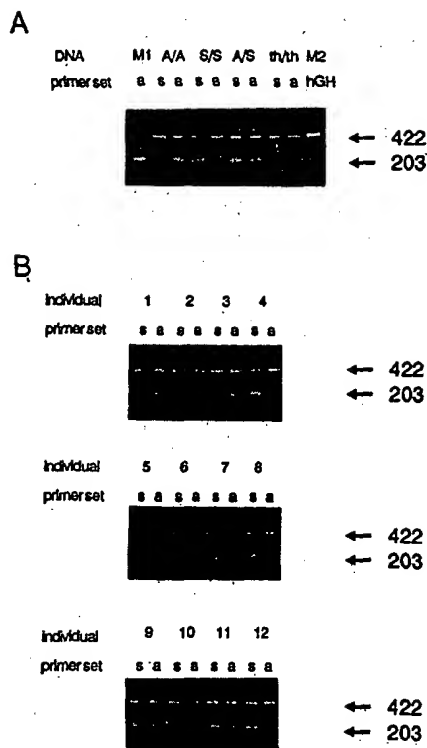 A
DNA M1 A/A S/S A/S th/th M2
primer set a s a s a s a s a hGH
← 422
← 203
B
Individual 1 2 3 4
primer set s a s a s a s a
← 422
← 203
Individual 5 6 7 8
primer set s a s a s a s a
← 422
← 203
Individual 9 10 11 12
primer set s a s a s a s a
← 422
← 203